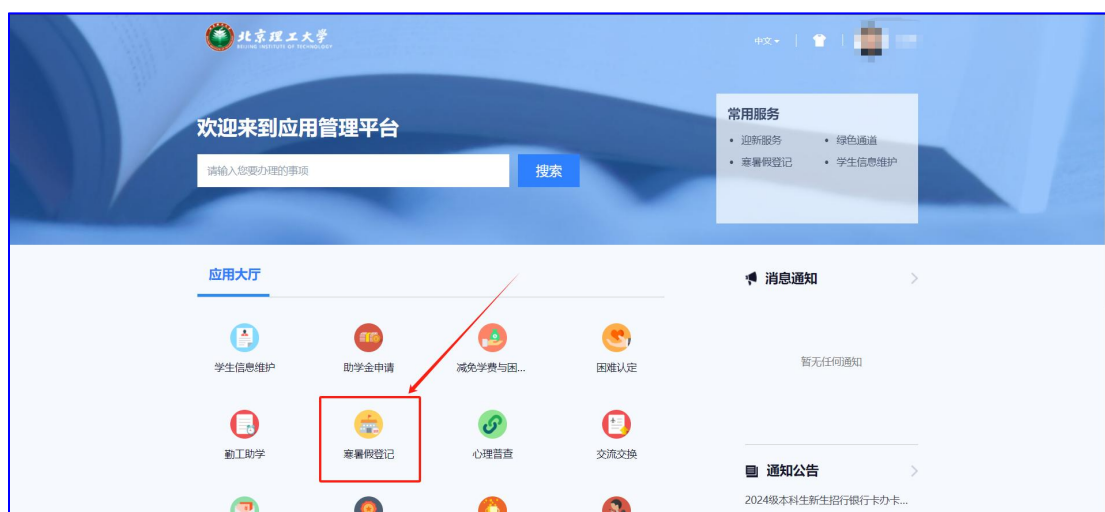 北京理工大学
BEIJING INSTITUTE OF TECHNOLOGY
中文
欢迎来到应用管理平台
请输入您要办理的事项
搜索
常用服务
迎新服务
绿色通道
寒暑假登记
学生信息维护
应用大厅
学生信息维护
助学金申请
减免学费与困...
困难认定
勤工助学
寒暑假登记
心理普查
交流交换
消息通知
暂无任何通知
通知公告
2024级本科生新生招行银行卡办卡...